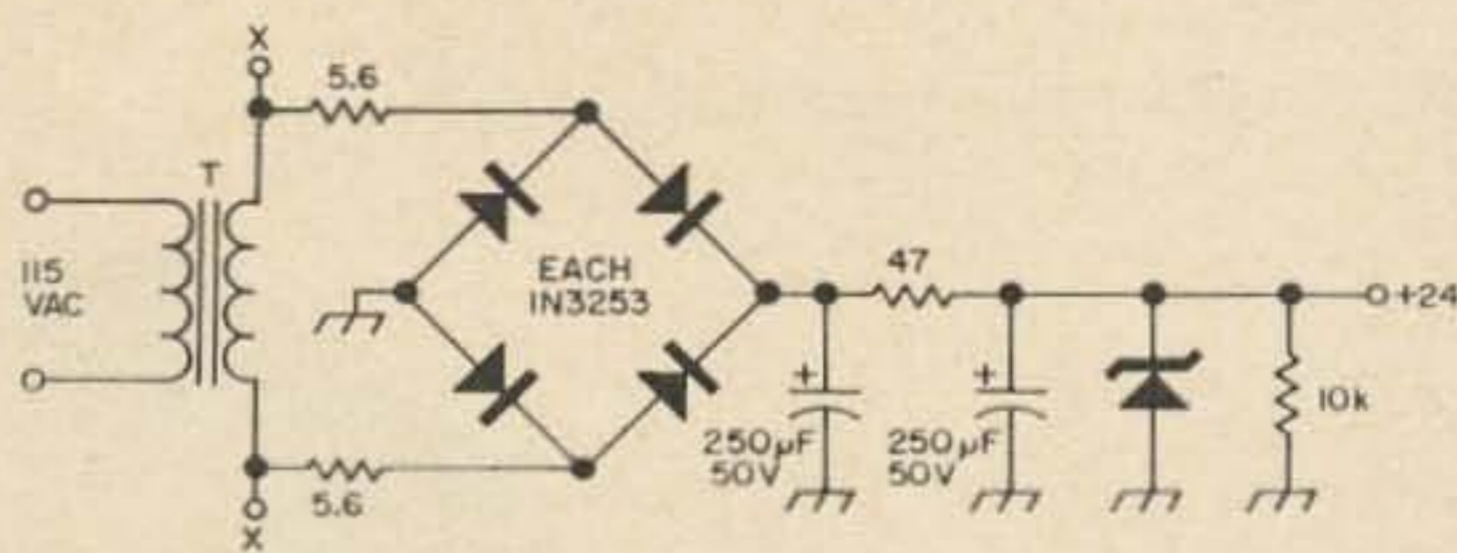 X
5.6
T
115
VAC
EACH
IN3253
47
+24
+
250µF
50V
+
250µF
50V
10k
5.6
X